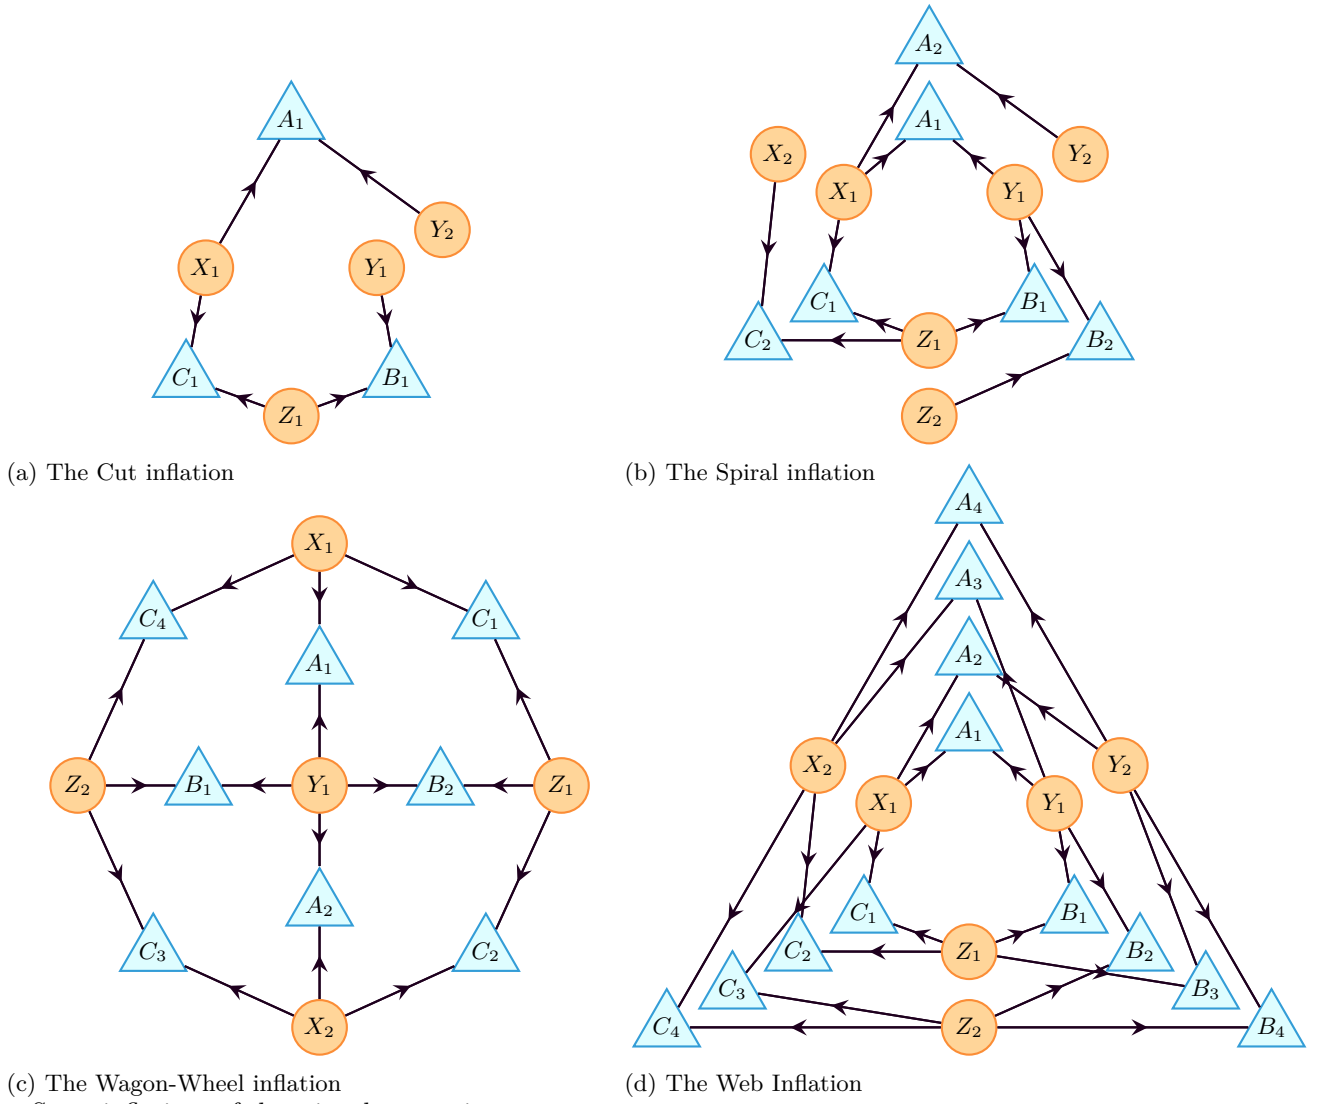 A₁
Y₂
X₁ Y₁
C₁ B₁
Z₁
(a) The Cut inflation
A₂
A₁
X₂ Y₂
X₁ Y₁
C₁ B₁
C₂ Z₁ B₂
Z₂
(b) The Spiral inflation
X₁
C₄ C₁
A₁
Z₂ B₁ Y₁ B₂ Z₁
A₂
C₃ C₂
X₂
(c) The Wagon-Wheel inflation
A₄
A₃
A₂
A₁
X₂ Y₂
X₁ Y₁
C₁ B₁
C₂ Z₁ B₂
C₃ B₃
C₄ Z₂ B₄
(d) The Web Inflation